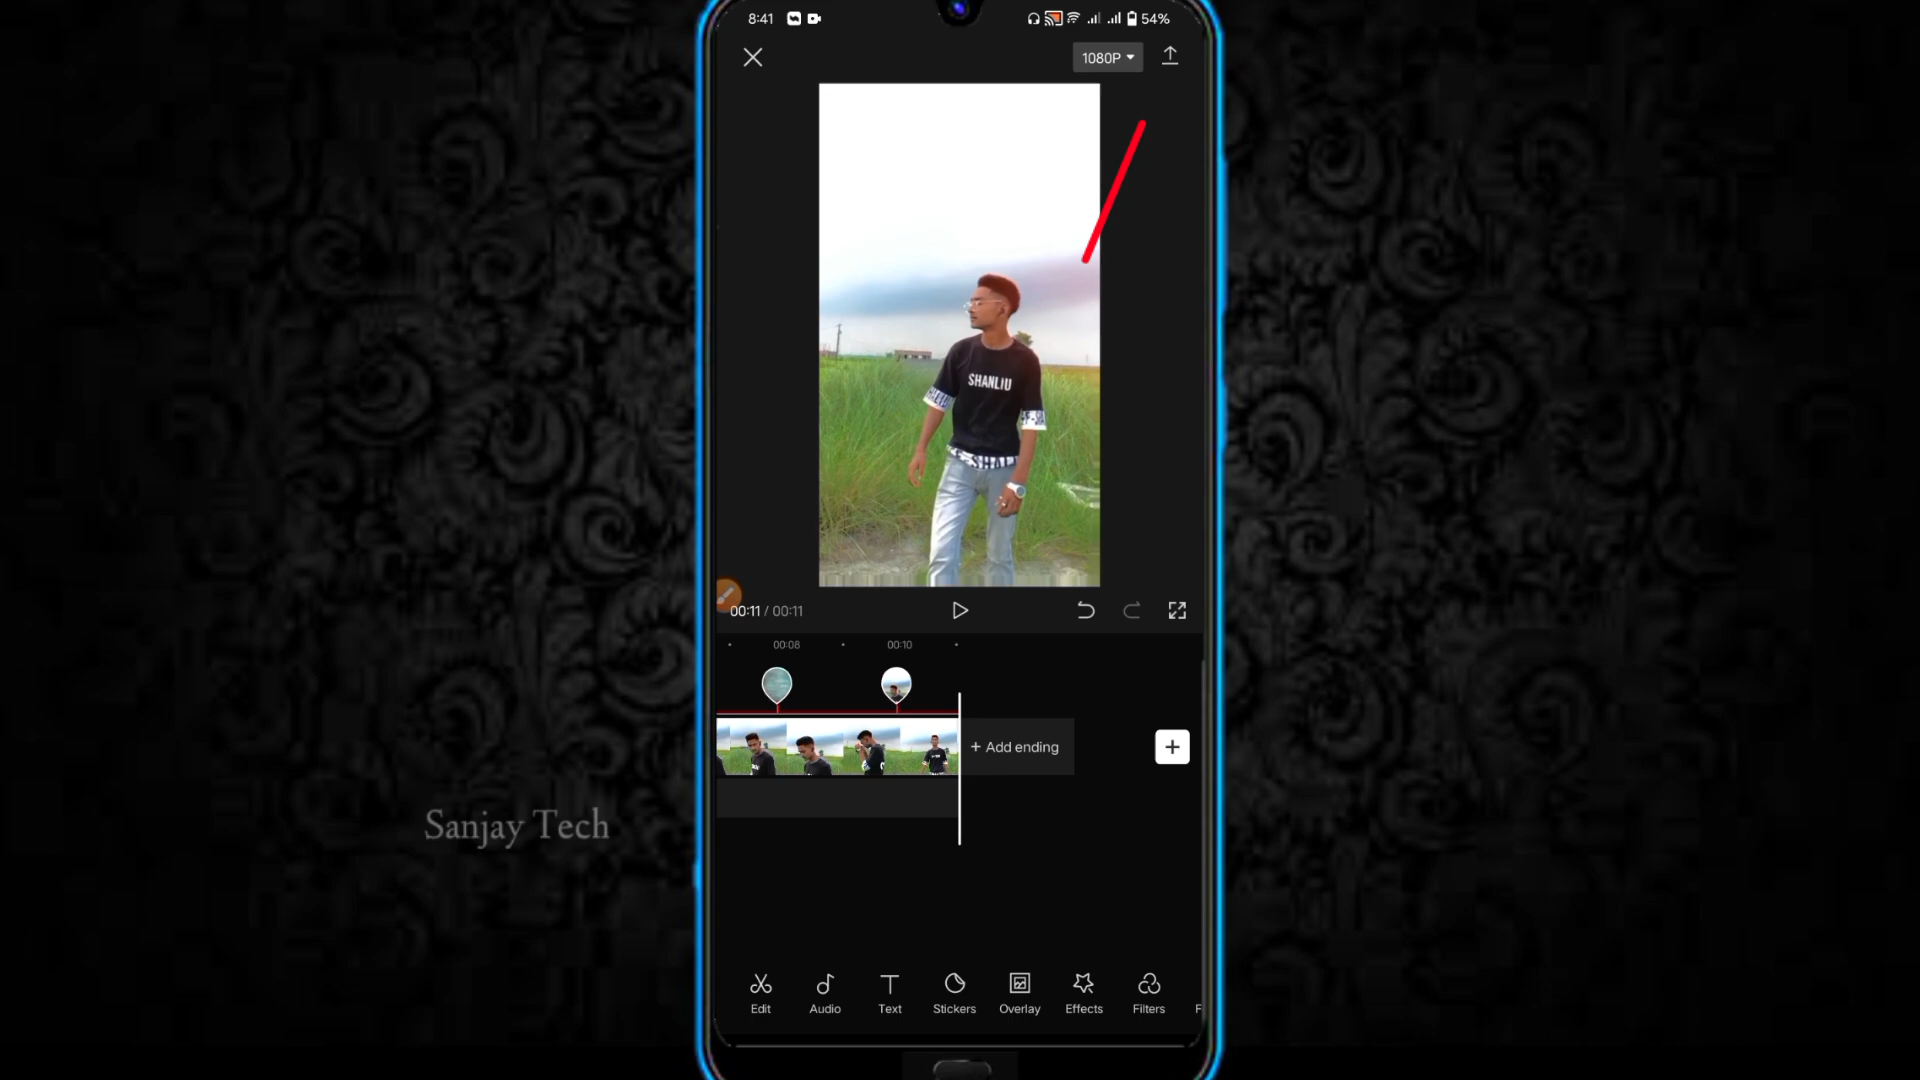 8:41
54%
1080P
SHANLIU
00:11 / 00:11
00:08
00:10
+ Add ending
Sanjay Tech
Edit
Audio
Text
Stickers
Overlay
Effects
Filters
F